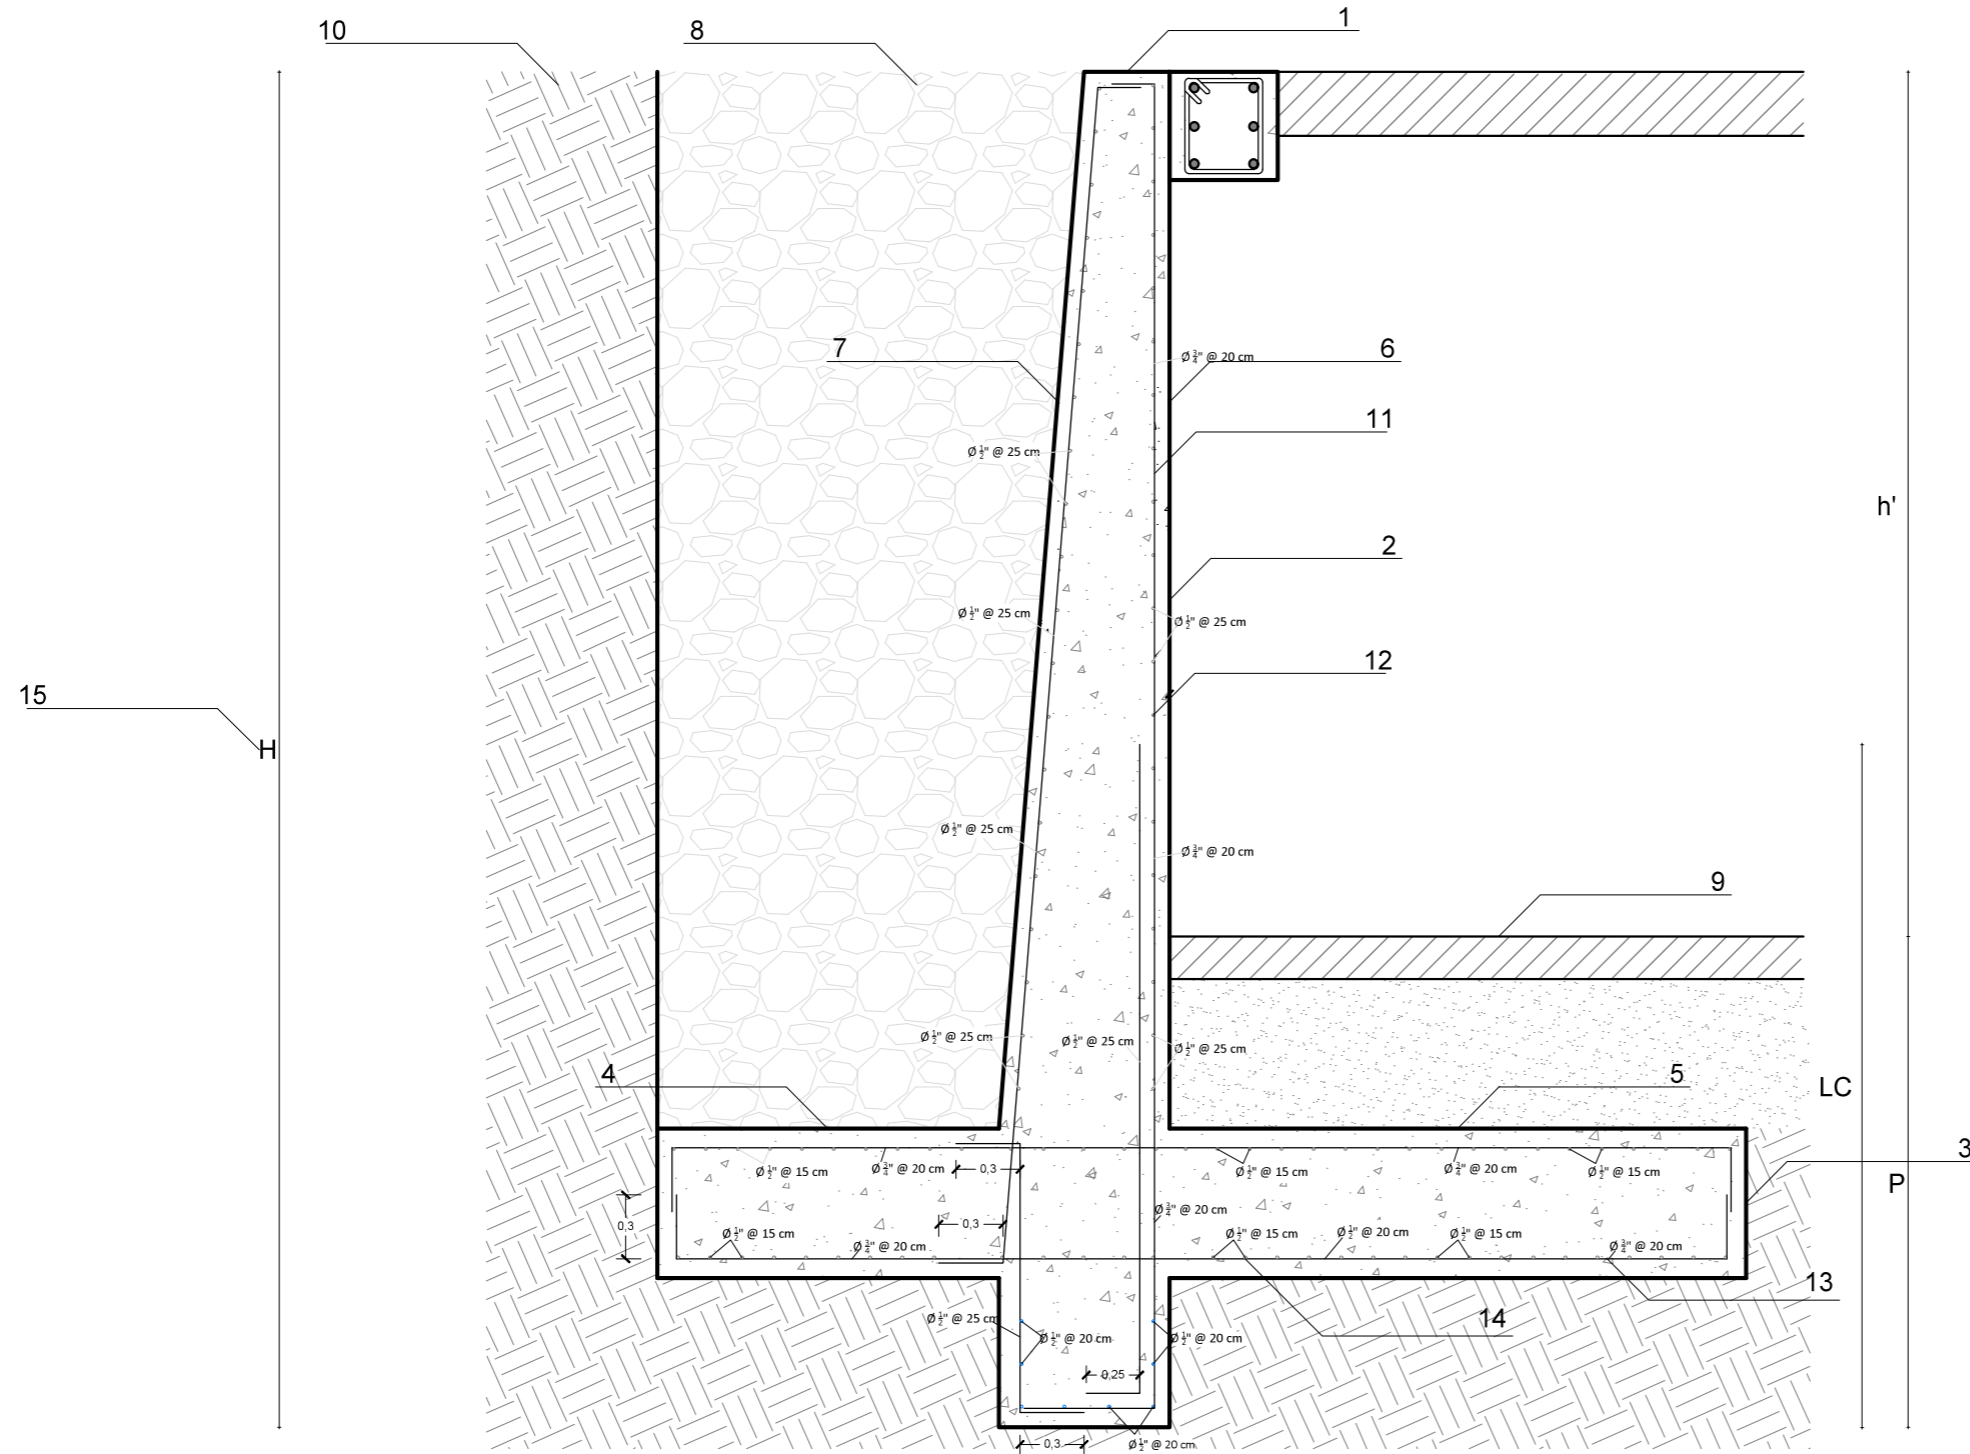 1
10
8
7
Ø 3/4" @ 20 cm
6
11
Ø 1/2" @ 25 cm
h'
2
Ø 1/2" @ 25 cm
Ø 1/2" @ 25 cm
12
15
H
Ø 1/2" @ 25 cm
Ø 3/4" @ 20 cm
9
Ø 1/2" @ 25 cm
Ø 1/2" @ 25 cm
Ø 1/2" @ 25 cm
4
5
LC
3
Ø 1/2" @ 15 cm
Ø 3/4" @ 20 cm
0,3
Ø 1/2" @ 15 cm
Ø 3/4" @ 20 cm
Ø 1/2" @ 15 cm
P
0,3
0,3
Ø 3/4" @ 20 cm
Ø 1/2" @ 15 cm
Ø 3/4" @ 20 cm
Ø 1/2" @ 15 cm
Ø 1/2" @ 20 cm
Ø 1/2" @ 15 cm
Ø 3/4" @ 20 cm
13
14
Ø 1/2" @ 25 cm
Ø 1/2" @ 20 cm
Ø 1/2" @ 20 cm
0,25
0,3
Ø 1/2" @ 20 cm